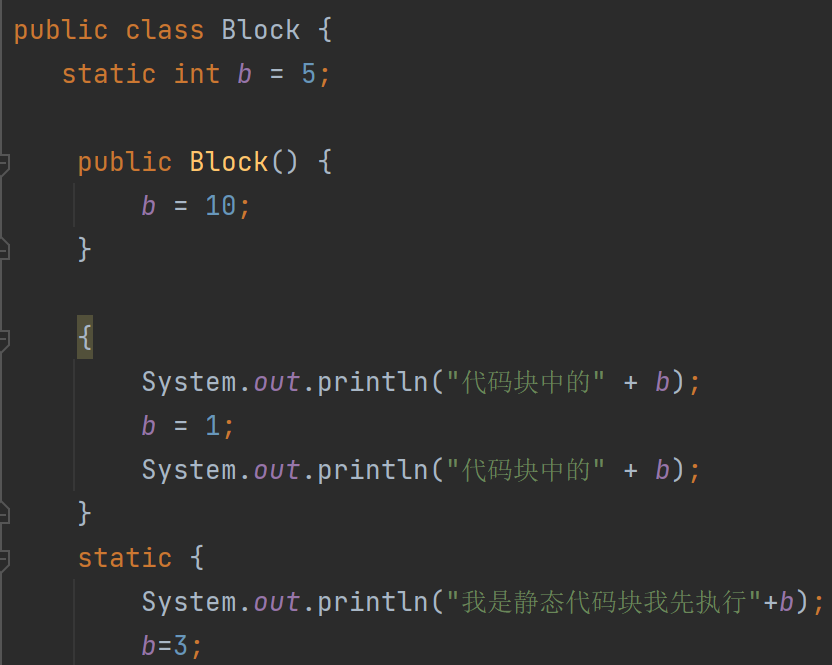 public class Block {
static int b = 5;
public Block() {
b = 10;
}
{
System.out.println("代码块中的" + b);
b = 1;
System.out.println("代码块中的" + b);
}
static {
System.out.println("我是静态代码块我先执行"+b);
b=3;